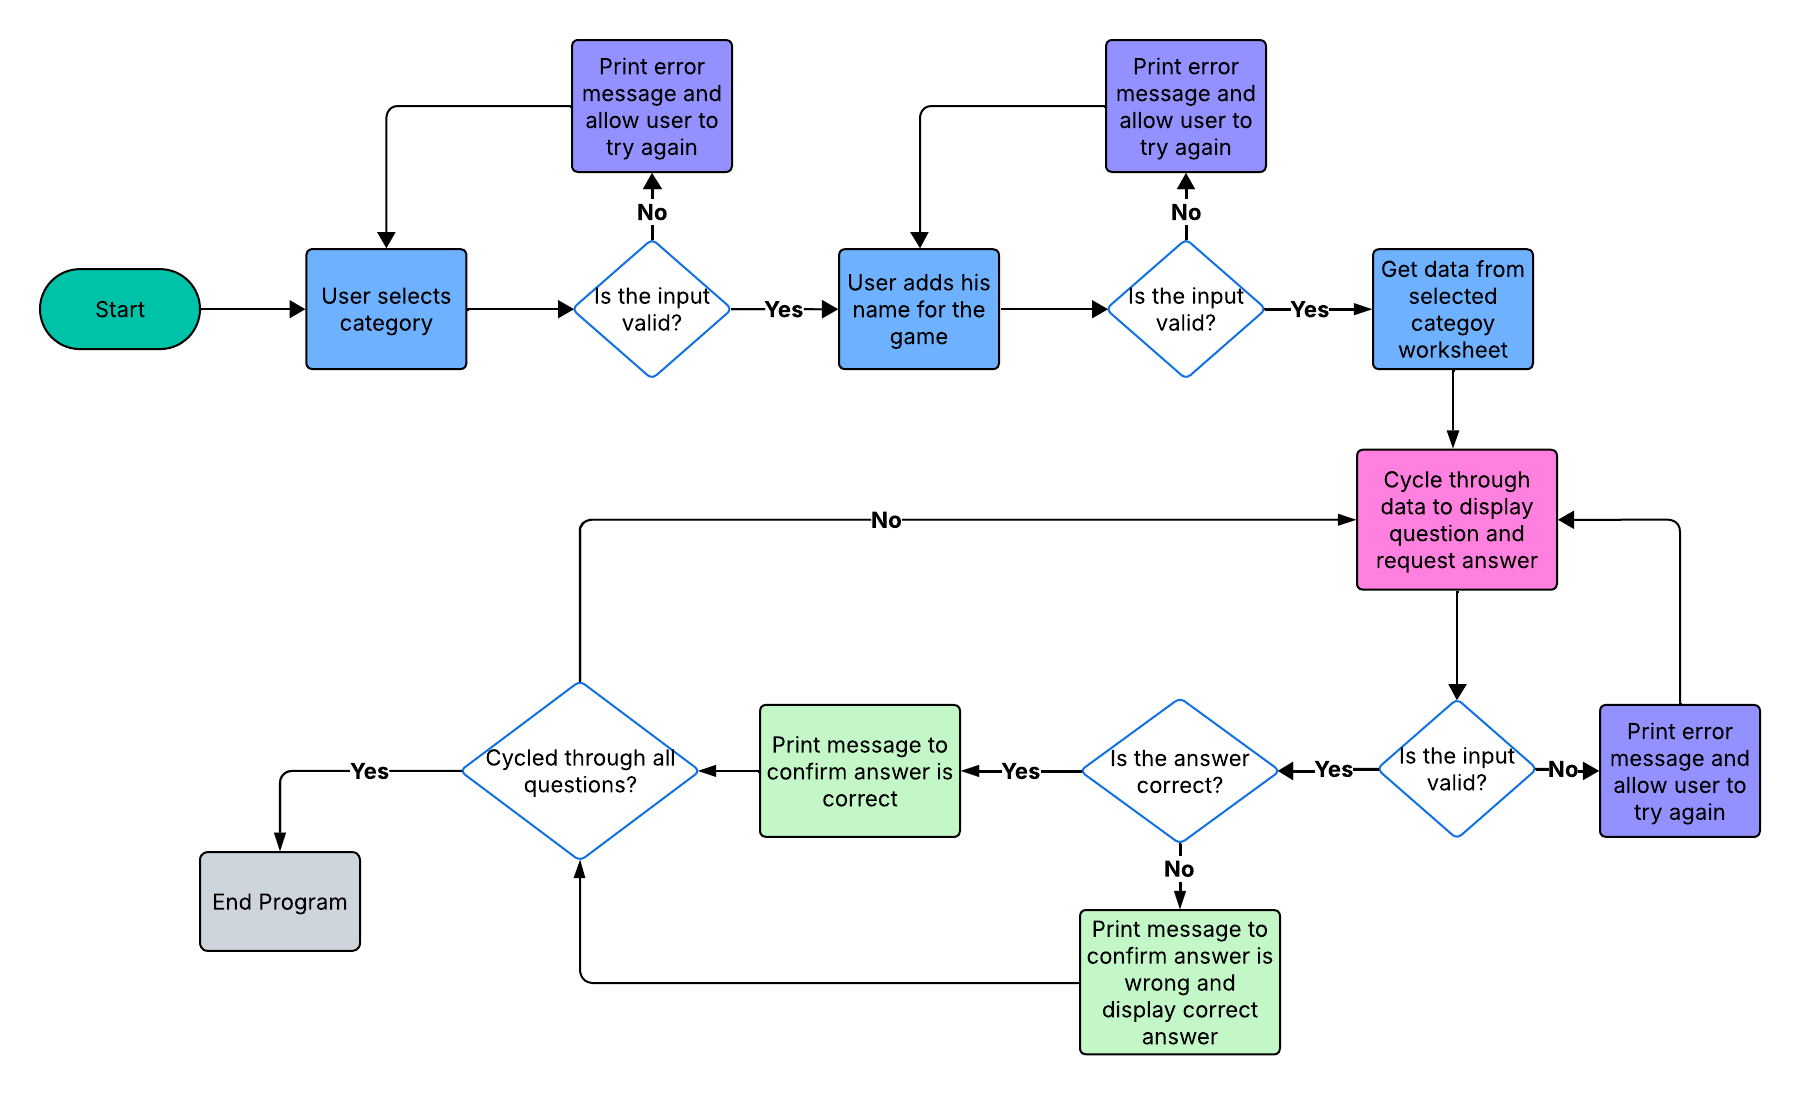 Print error
message and
allow user to
try again
Print error
message and
allow user to
try again
No
No
Start
User selects
category
Is the input
valid?
Yes
User adds his
name for the
game
Is the input
valid?
Yes
Get data from
selected
categoy
worksheet
Cycle through
data to display
question and
request answer
No
Cycled through all
questions?
Yes
Print message to
confirm answer is
correct
Yes
Is the answer
correct?
Yes
Is the input
valid?
No
Print error
message and
allow user to
try again
No
End Program
Print message to
confirm answer is
wrong and
display correct
answer